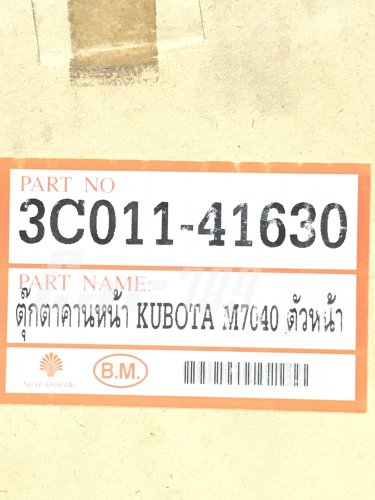 PART NO
3C011-41630
PART NAME:
ตุ๊กตาคานหน้า KUBOTA M7040 ตัวหน้า
NEW ARRIVAL
B.M.